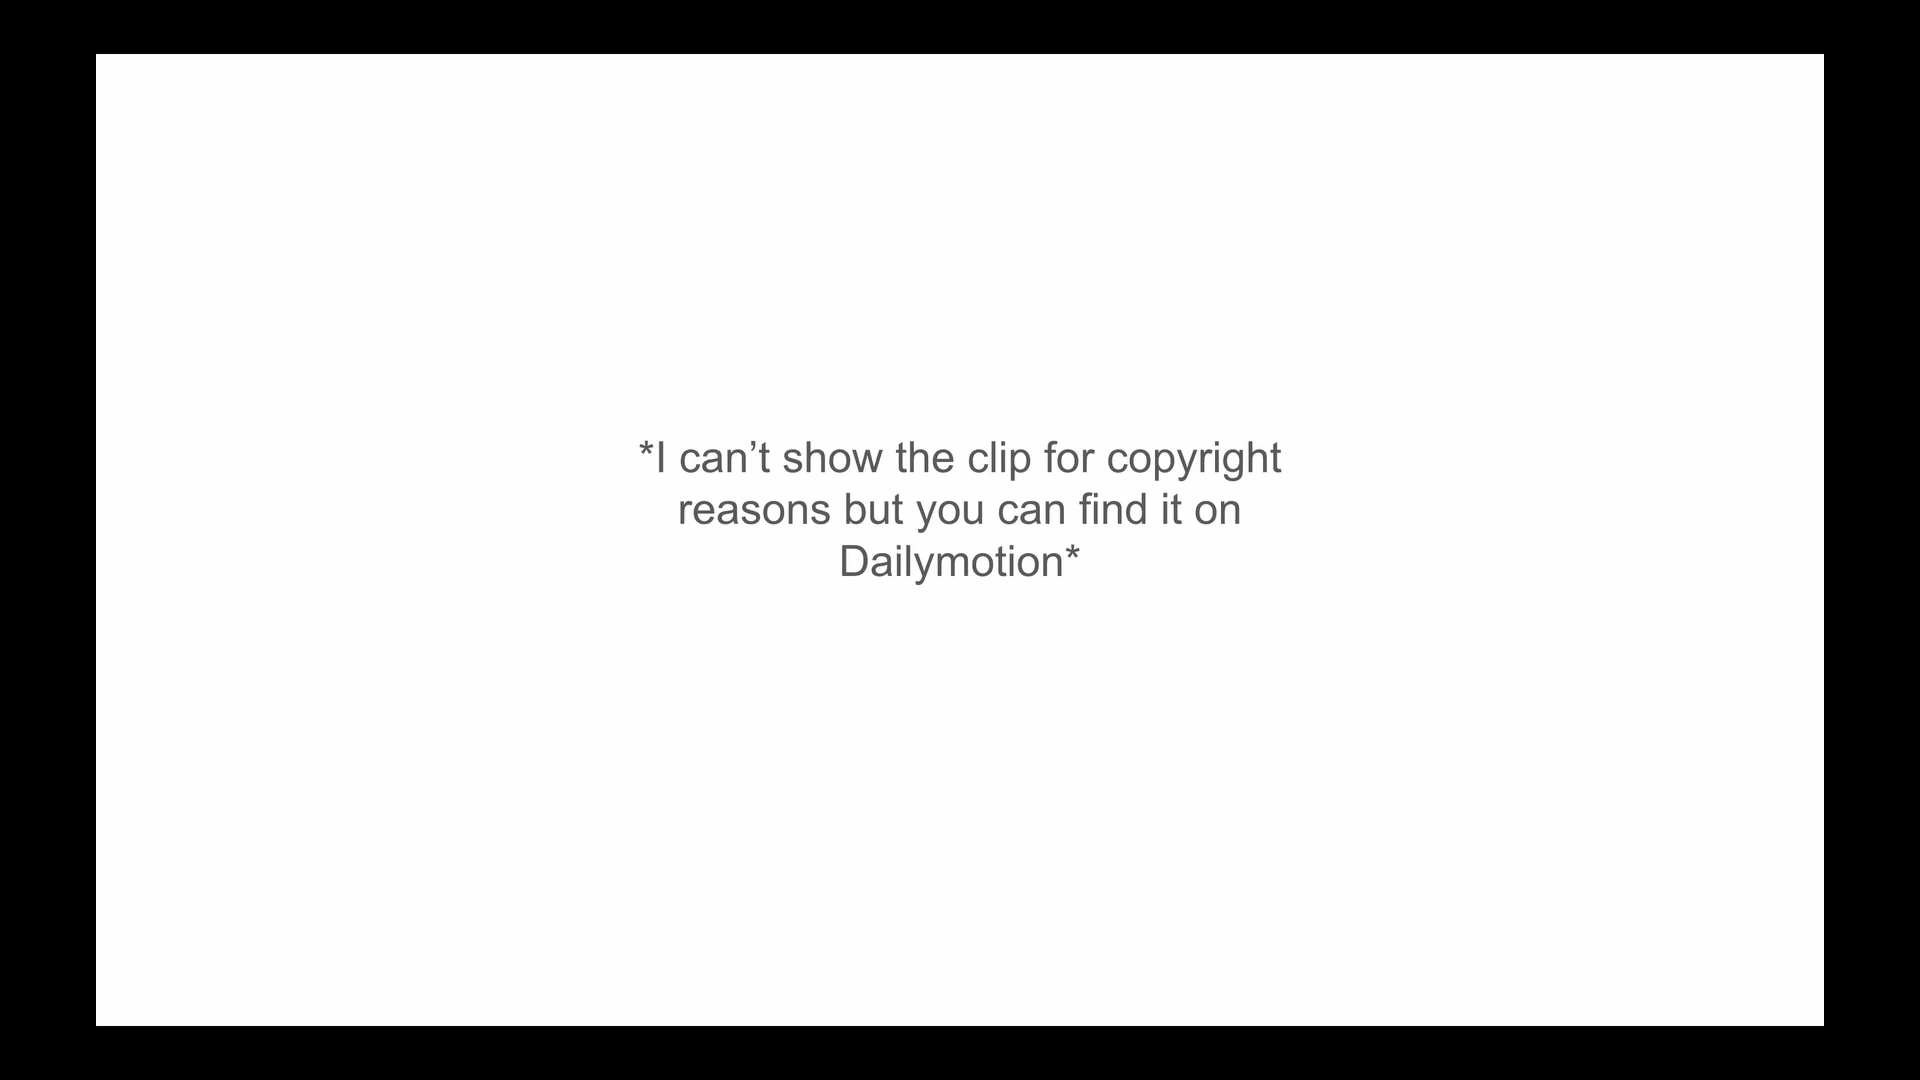 *I can’t show the clip for copyright
reasons but you can find it on
Dailymotion*